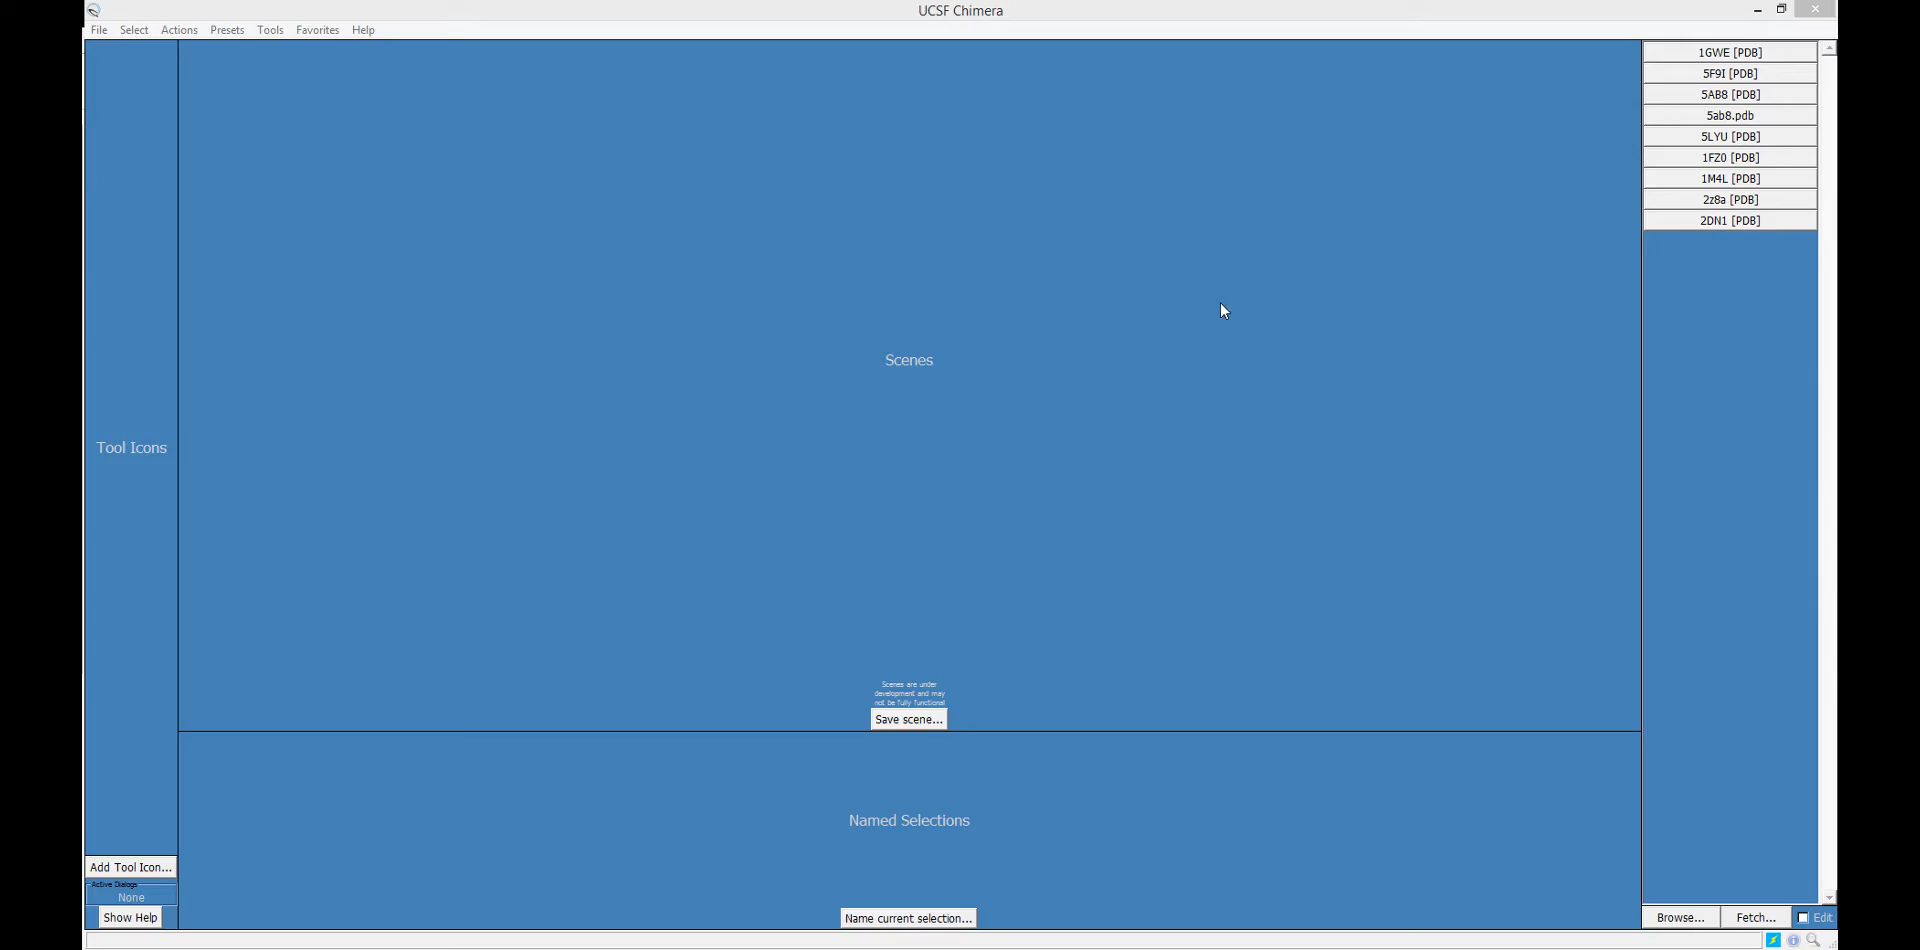 UCSF Chimera
File Select Actions Presets Tools Favorites Help
1GWE [PDB]
5F9I [PDB]
5AB8 [PDB]
5ab8.pdb
5LYU [PDB]
1FZ0 [PDB]
1M4L [PDB]
2z8a [PDB]
2DN1 [PDB]
Scenes
Tool Icons
Scenes are under
development and may
not be fully functional
Save scene...
Named Selections
Add Tool Icon...
Active Dialogs
None
Show Help
Name current selection...
Browse... Fetch... Edit